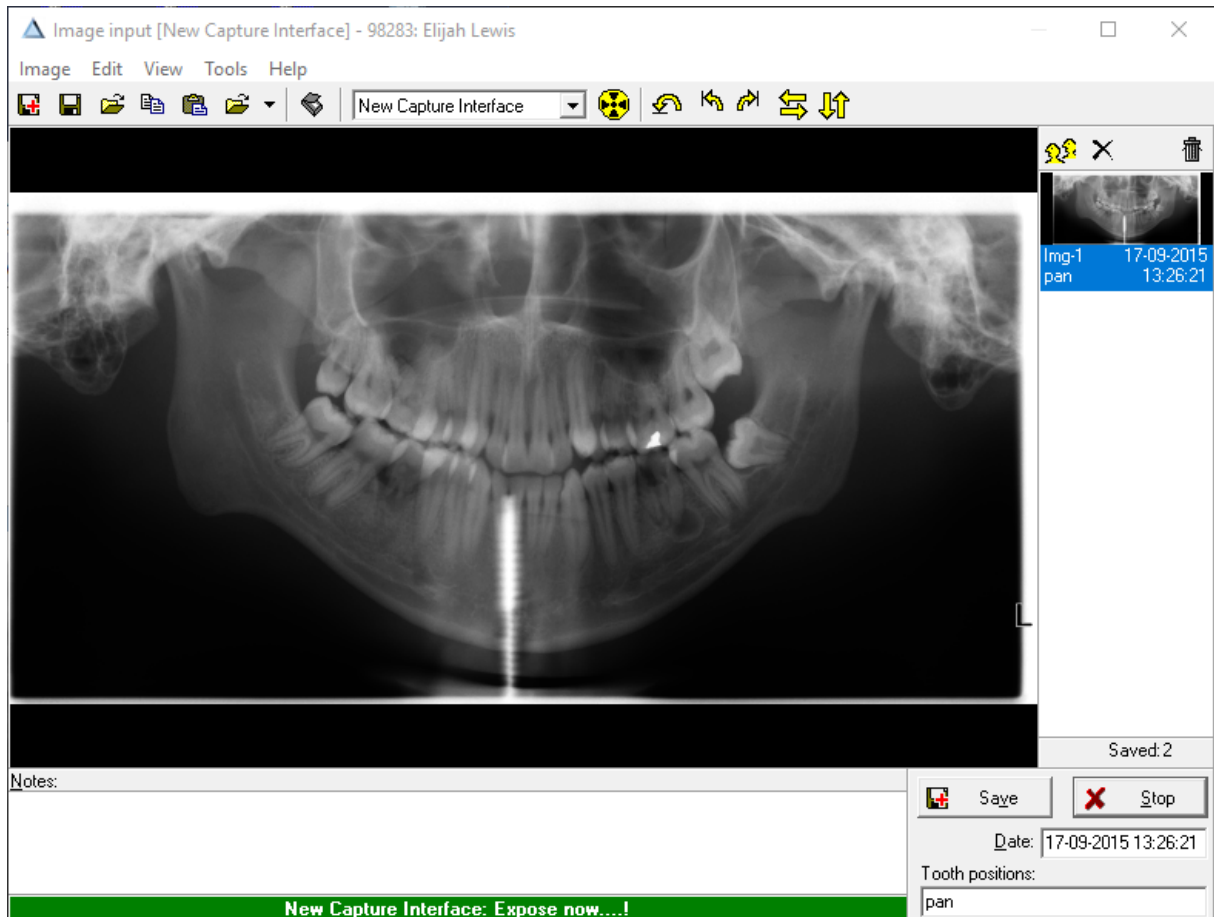 Image input [New Capture Interface] - 98283: Elijah Lewis
Image Edit View Tools Help
New Capture Interface
Img-1 17-09-2015
pan 13:26:21
L
Saved: 2
Notes:
Save Stop
Date: 17-09-2015 13:26:21
Tooth positions:
pan
New Capture Interface: Expose now....!